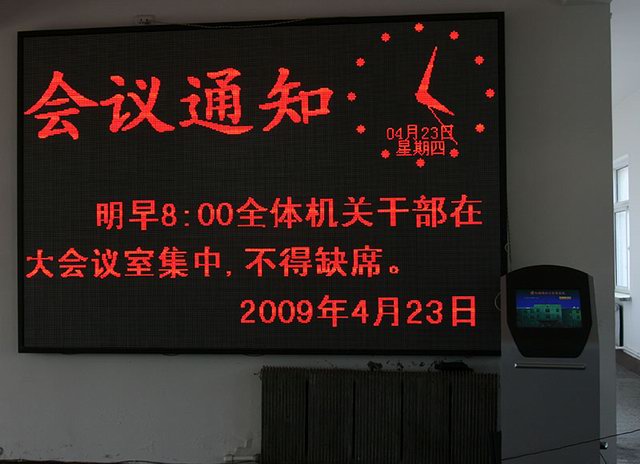 会议通知
04月23日
星期四
明早8:00全体机关干部在
大会议室集中,不得缺席。
2009年4月23日